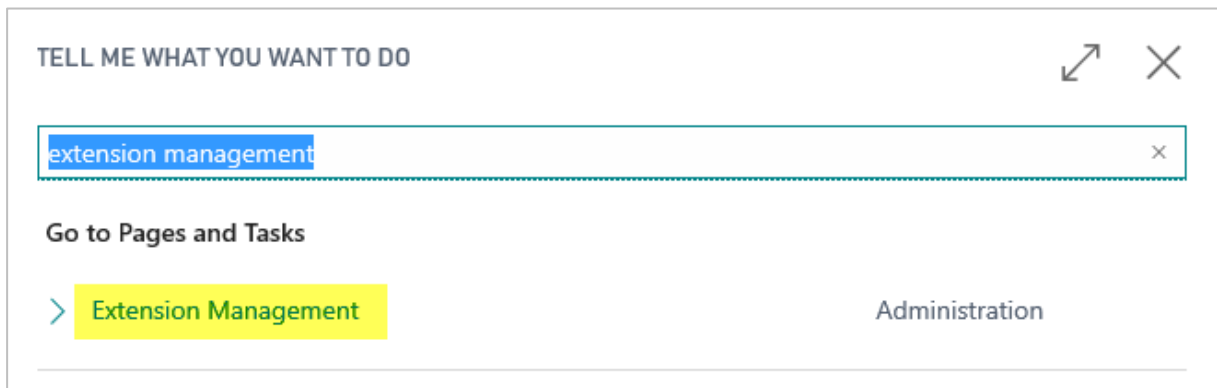 TELL ME WHAT YOU WANT TO DO
extension management
Go to Pages and Tasks
Extension Management Administration